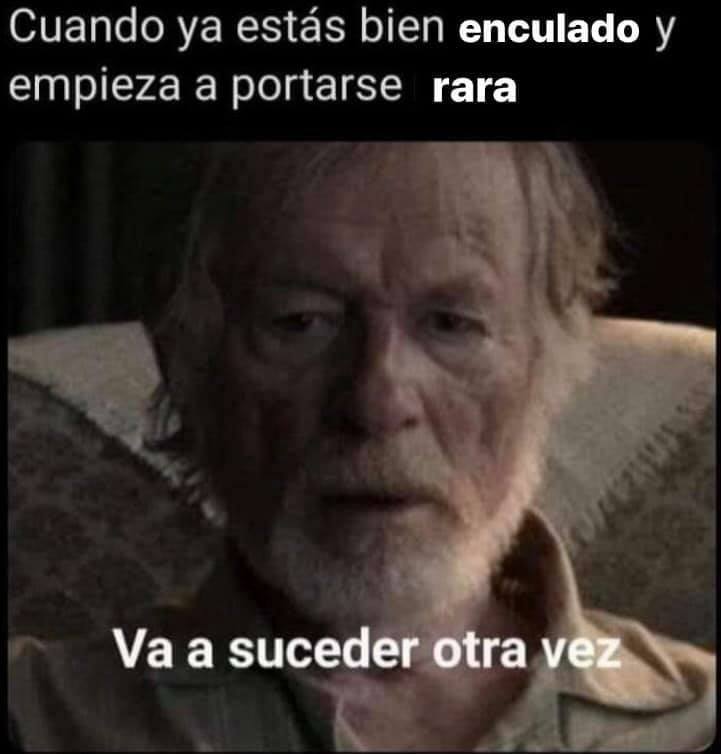 Cuando ya estás bien enculado y
empieza a portarse rara
Va a suceder otra vez